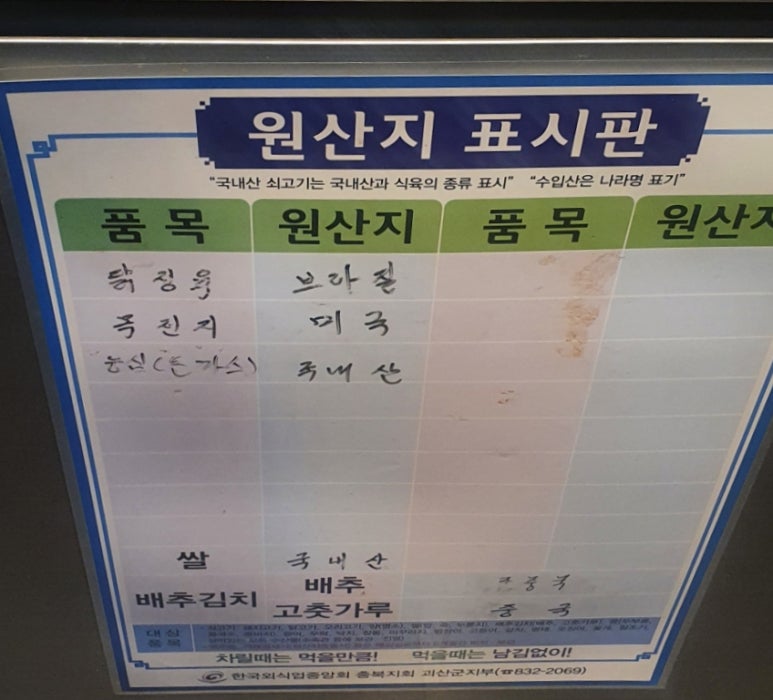 원산지 표시판
"국내산 쇠고기는 국내산과 식육의 종류 표시" "수입산은 나라명 표기"
품목 원산지 품목 원산지
닭정육 브라질
목전지 미국
등심(돈가스) 국내산
쌀 국내산
배추김치 배추 중국
고춧가루 중국
대상
품목
차릴때는 먹을만큼! 먹을때는 남김없이!
한국외식업중앙회 충북지회 괴산군지부(☎832-2069)